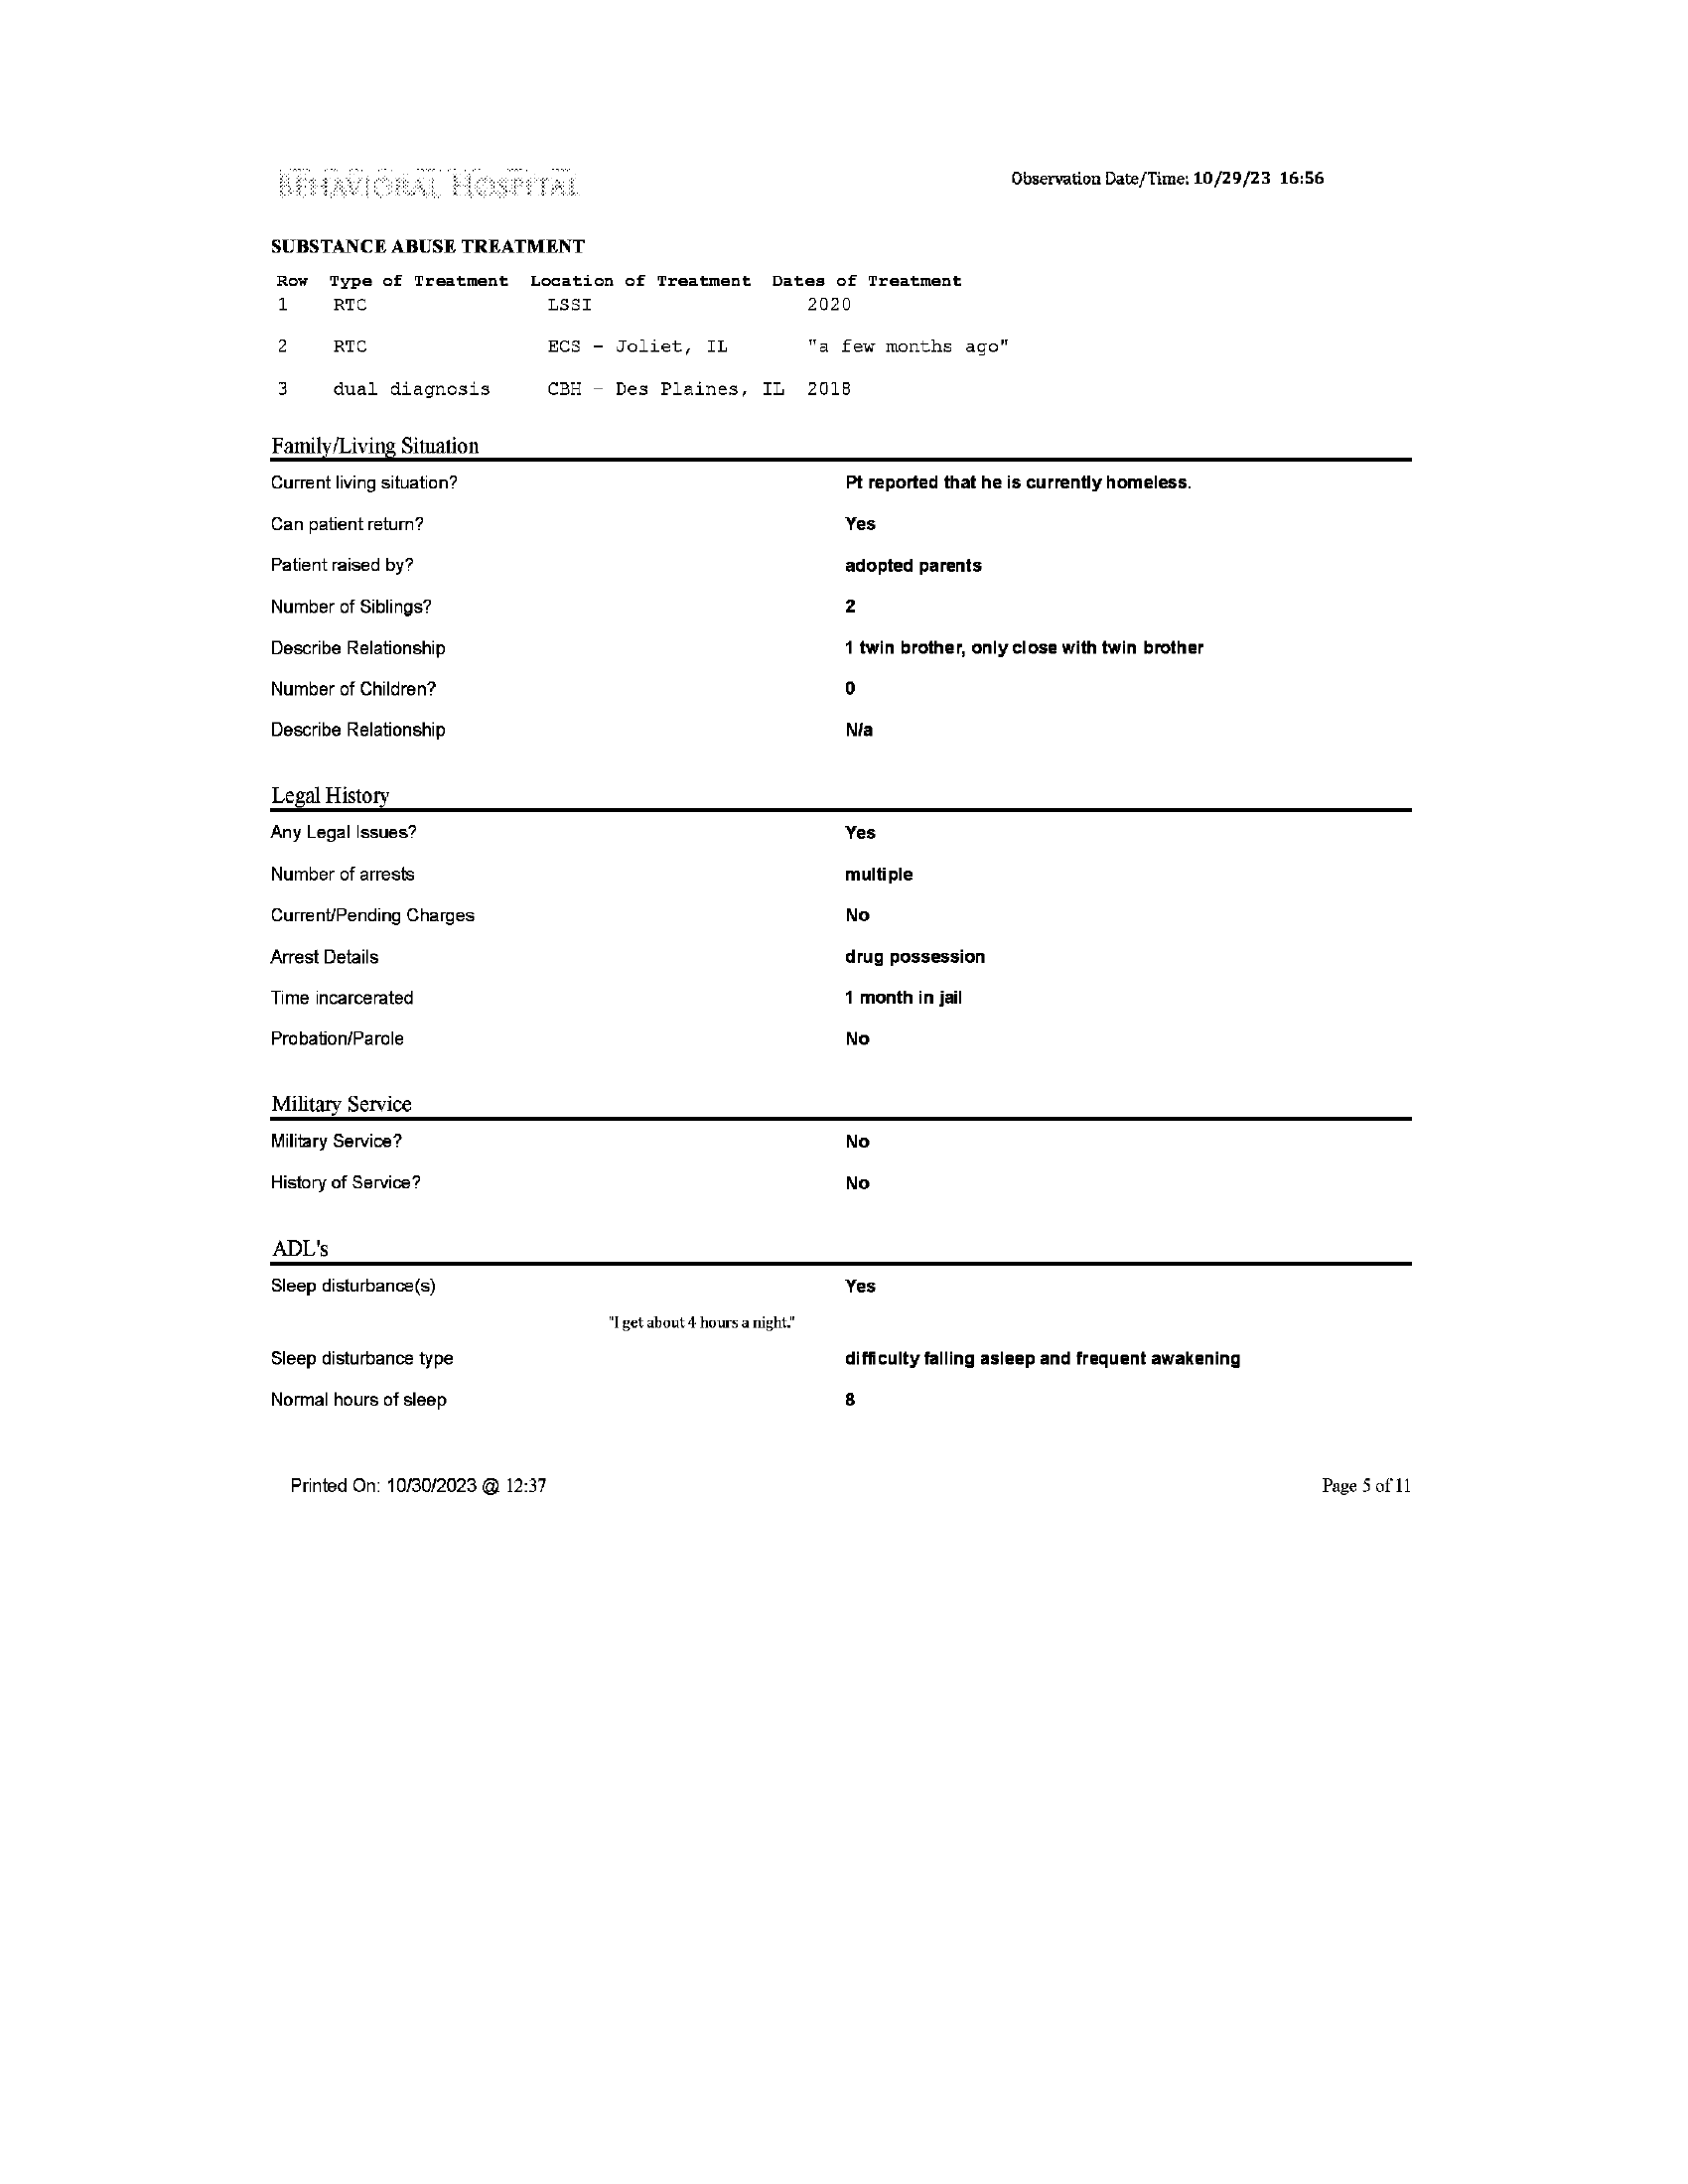 BEHAVIORAL HOSPITAL
Observation Date/Time: 10/29/23 16:56
SUBSTANCE ABUSE TREATMENT
Row Type of Treatment Location of Treatment Dates of Treatment
1 RTC LSSI 2020
2 RTC ECS - Joliet, IL "a few months ago"
3 dual diagnosis CBH - Des Plaines, IL 2018
Family/Living Situation
Current living situation? Pt reported that he is currently homeless.
Can patient return? Yes
Patient raised by? adopted parents
Number of Siblings? 2
Describe Relationship 1 twin brother, only close with twin brother
Number of Children? 0
Describe Relationship N/a
Legal History
Any Legal Issues? Yes
Number of arrests multiple
Current/Pending Charges No
Arrest Details drug possession
Time incarcerated 1 month in jail
Probation/Parole No
Military Service
Military Service? No
History of Service? No
ADL's
Sleep disturbance(s) Yes
"I get about 4 hours a night."
Sleep disturbance type difficulty falling asleep and frequent awakening
Normal hours of sleep 8
Printed On: 10/30/2023 @ 12:37
Page 5 of 11